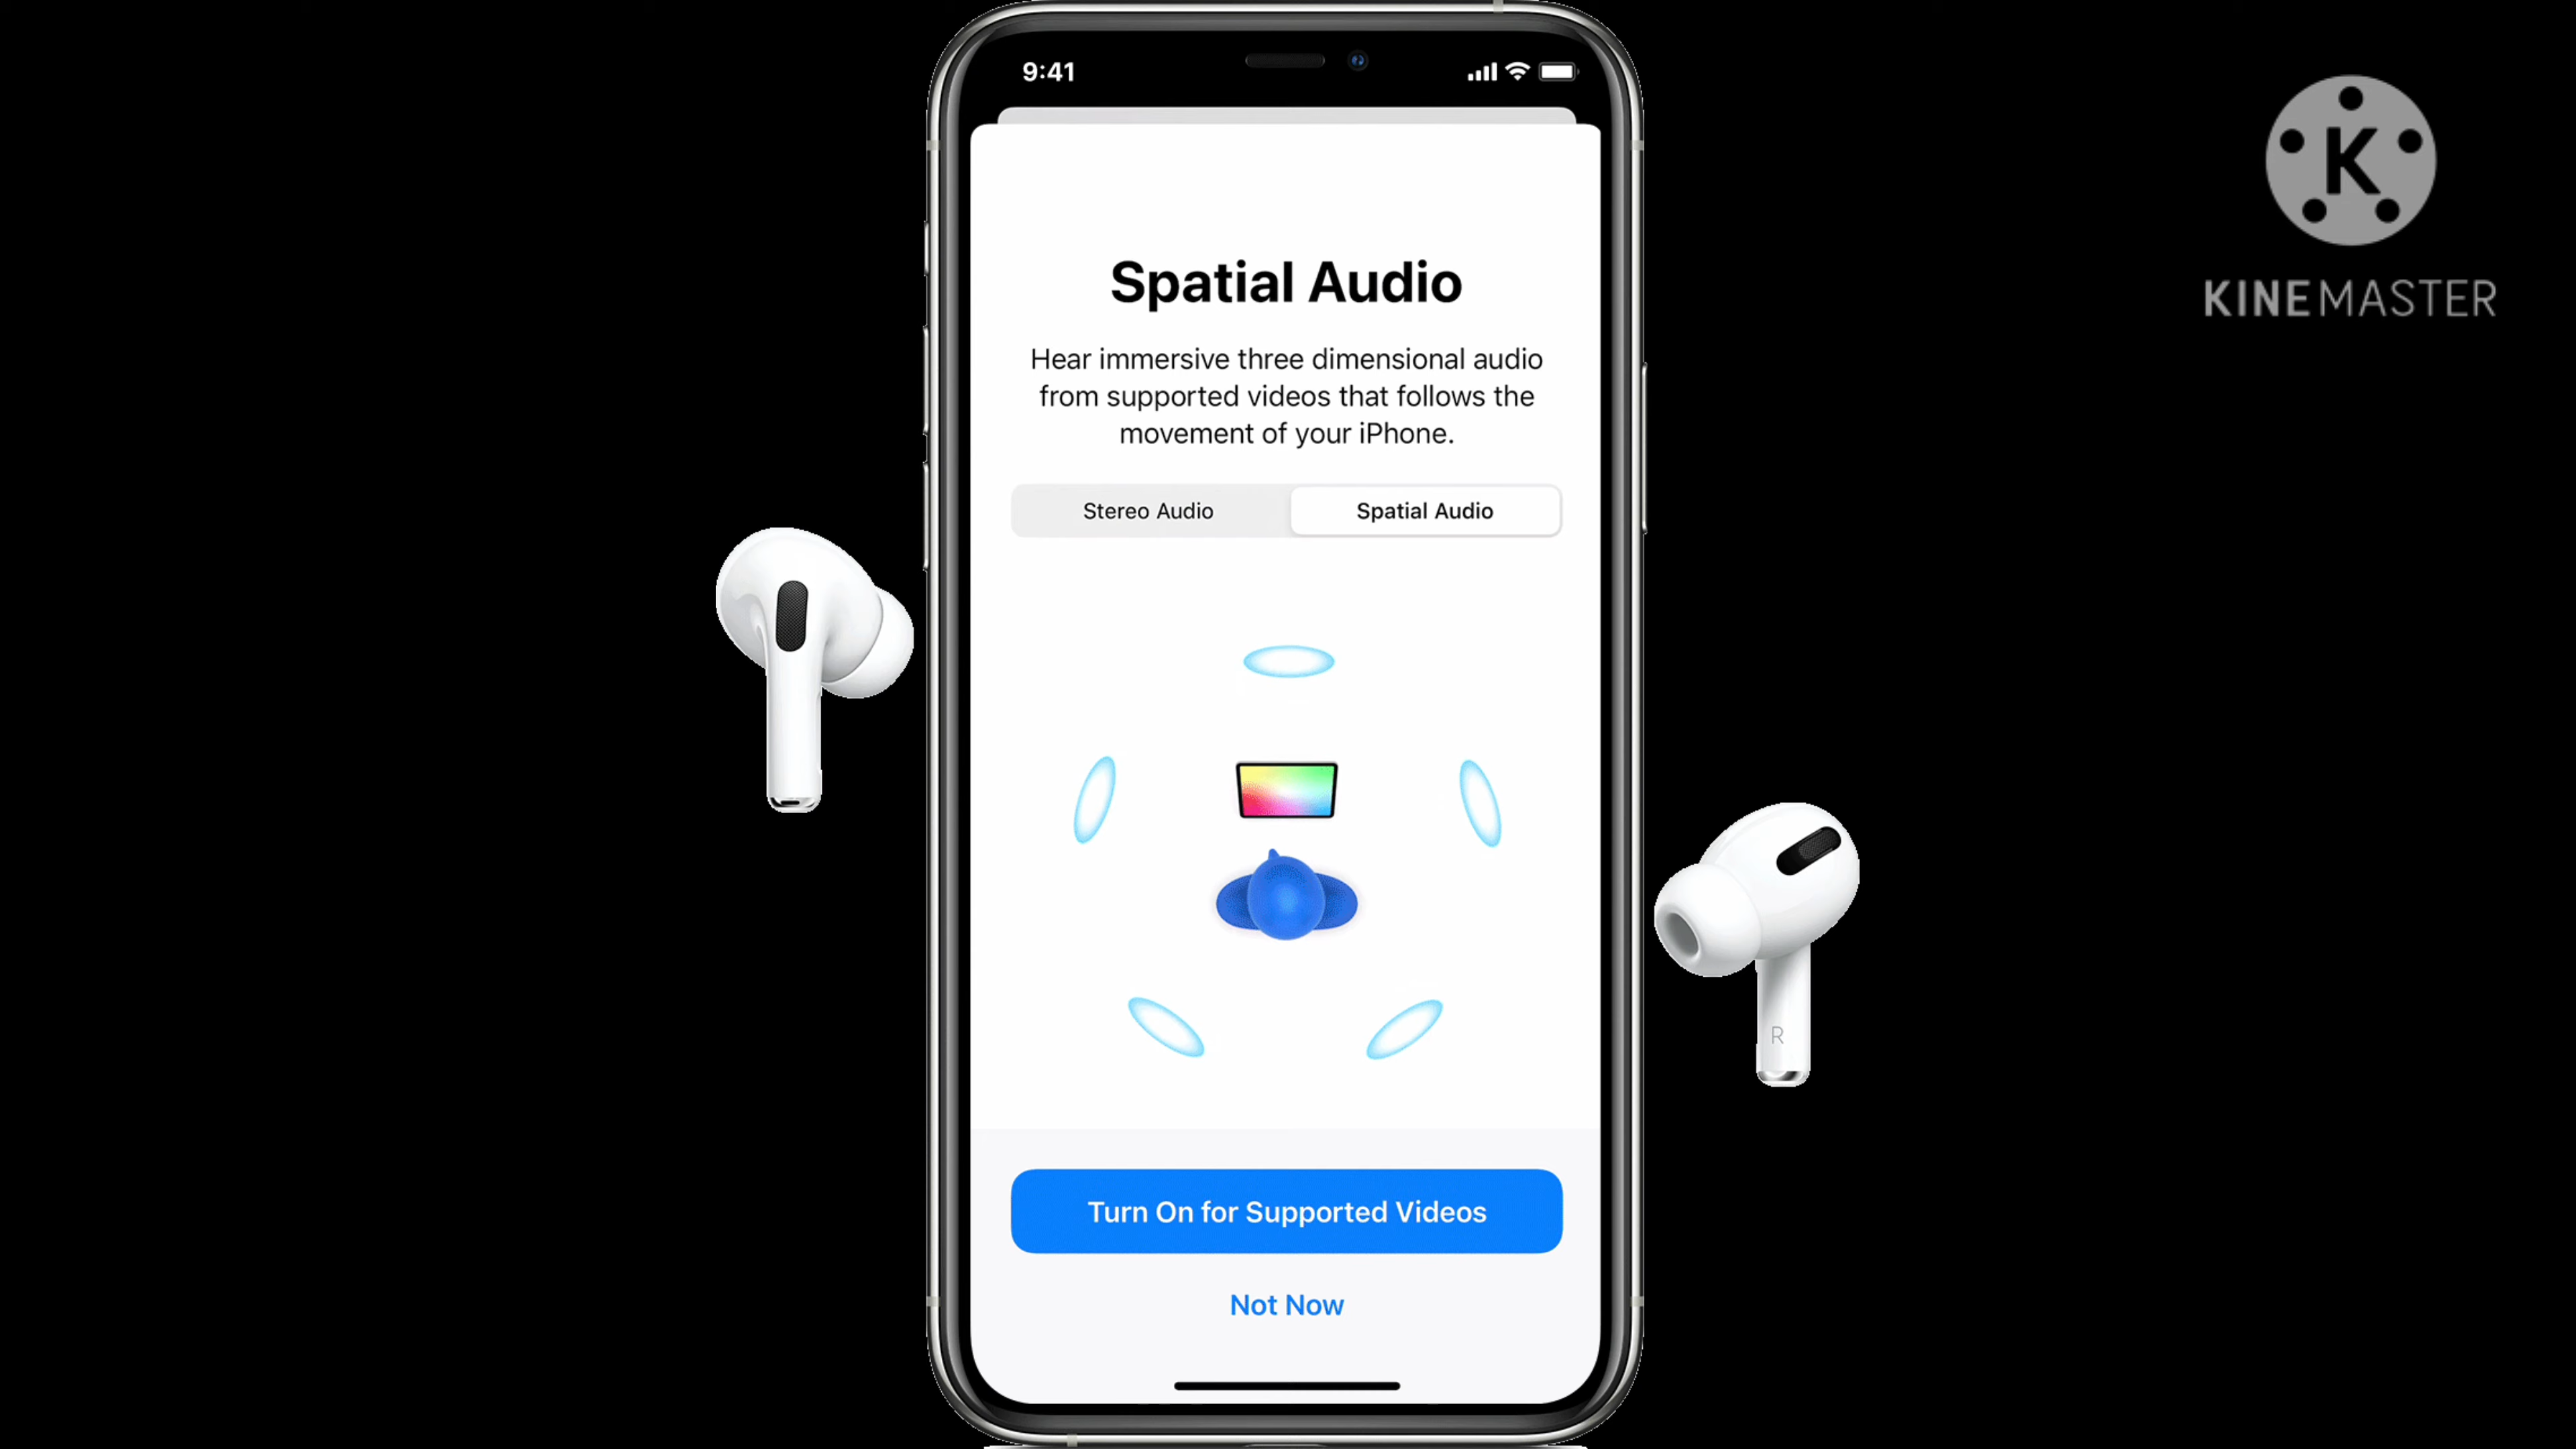 9:41
K
KINEMASTER
Spatial Audio
Hear immersive three dimensional audio
from supported videos that follows the
movement of your iPhone.
Stereo Audio
Spatial Audio
R
Turn On for Supported Videos
Not Now